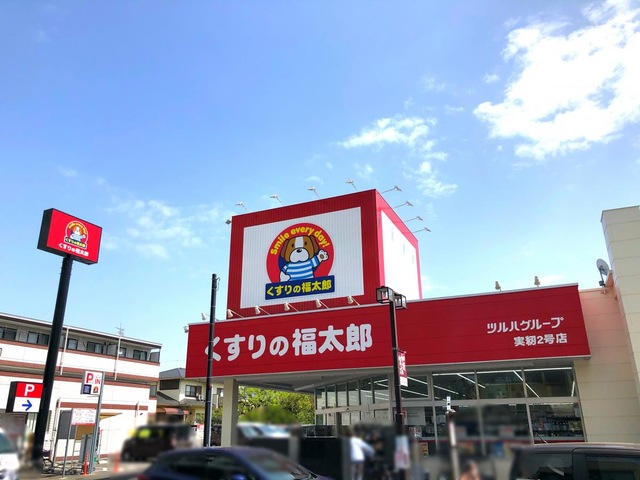 Smile every day!
くすりの福太郎
くすりの福太郎
くすりの福太郎
ツルハグループ
実籾2号店
P
P IN